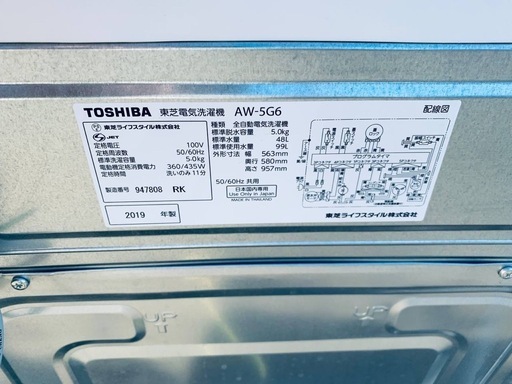 TOSHIBA 東芝電気洗濯機 AW-5G6
配線図
東芝ライフスタイル株式会社
JET
定格電圧 100V
定格周波数 50/60Hz
標準洗濯容量 5.0kg
電動機定格消費電力 360/435W
定格時間 洗いのみ 11分
製造番号 947808 RK
2019 年製
種類 全自動電気洗濯機
標準脱水容量 5.0kg
標準水量 48L
標準使用水量 99L
外形寸法 幅 563mm
奥行 580mm
高さ 957mm
50/60Hz 共用
日本国内専用
Use only in Japan
MADE IN THAILAND
プログラムタイマ
東芝ライフスタイル株式会社
UP
UP